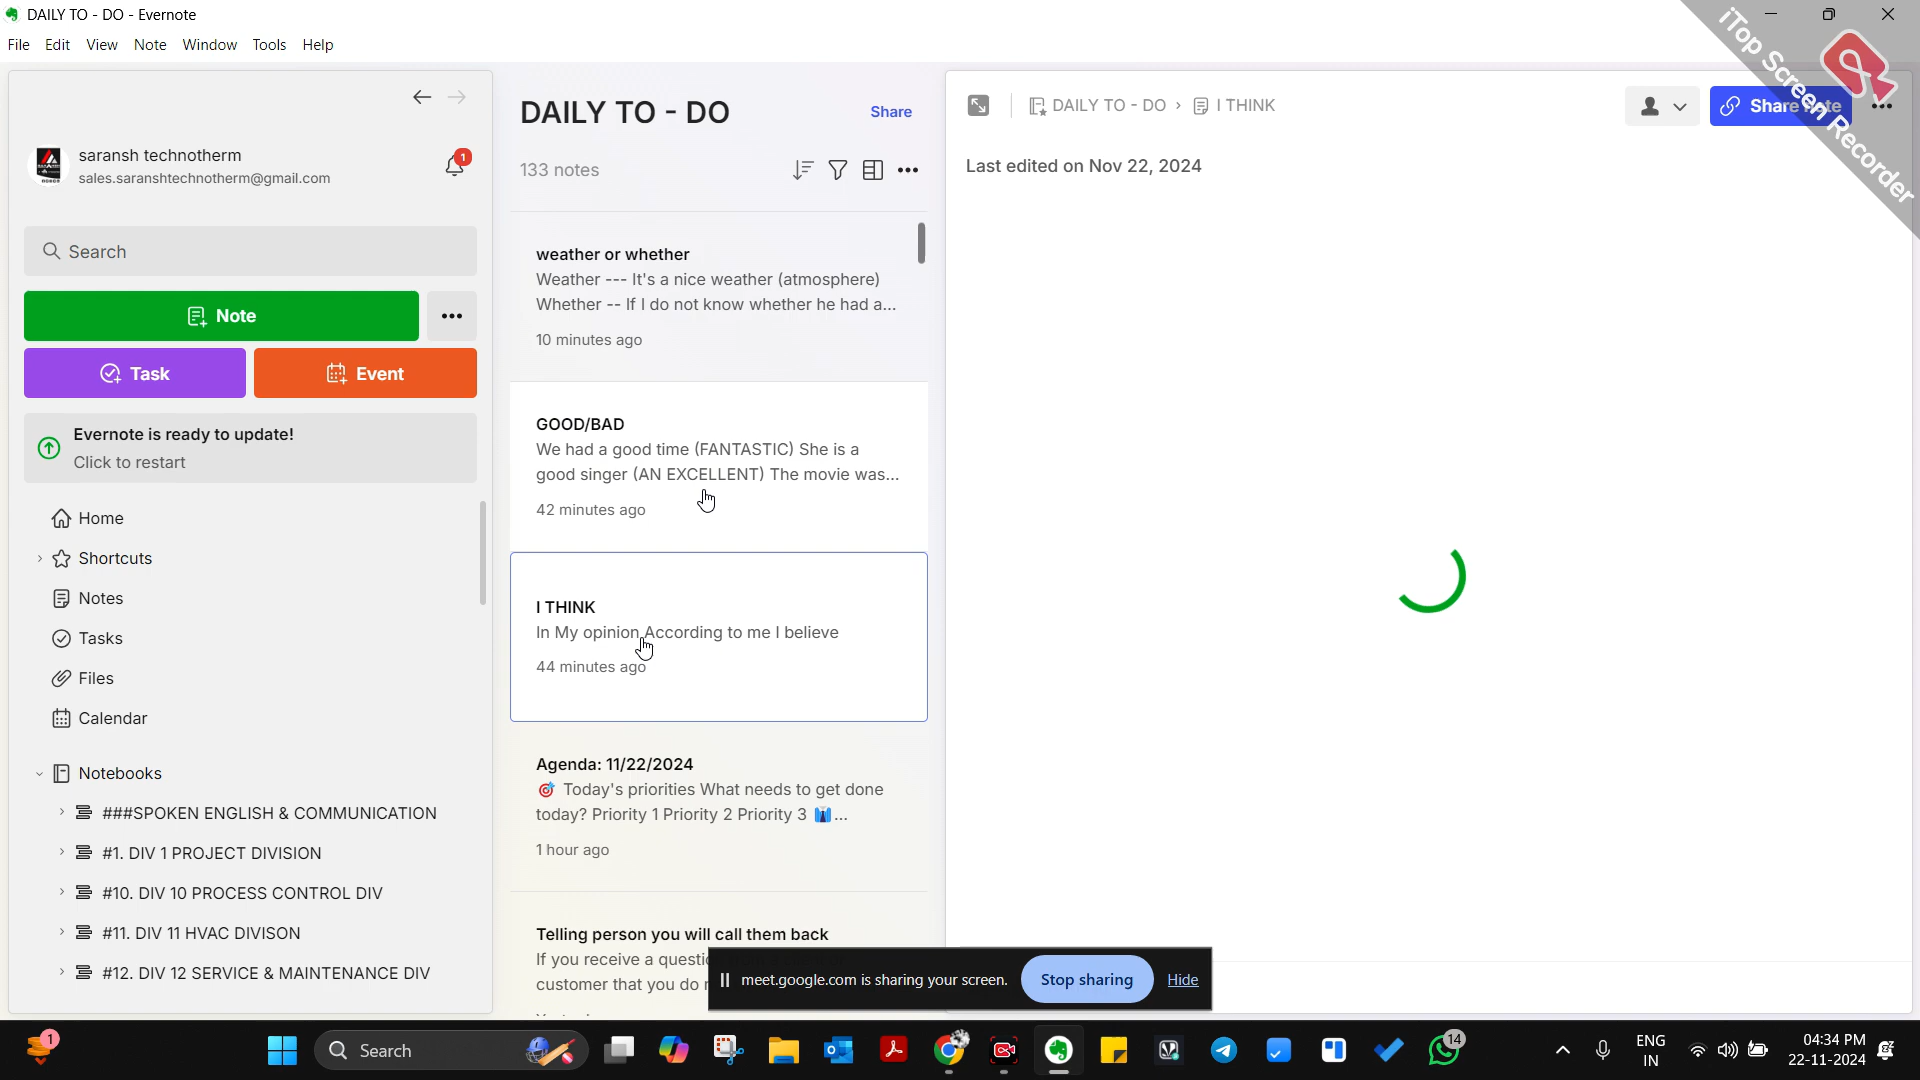 DAILY TO - DO - Evernote
File Edit View Note Window Tools Help
saransh technotherm
sales.saranshtechnotherm@gmail.com
1
Search
Note
Task
Event
Evernote is ready to update!
Click to restart
Home
Shortcuts
Notes
Tasks
Files
Calendar
Notebooks
###SPOKEN ENGLISH & COMMUNICATION
#1. DIV 1 PROJECT DIVISION
#10. DIV 10 PROCESS CONTROL DIV
#11. DIV 11 HVAC DIVISON
#12. DIV 12 SERVICE & MAINTENANCE DIV
DAILY TO - DO
Share
133 notes
weather or whether
Weather --- It's a nice weather (atmosphere)
Whether -- If I do not know whether he had a...
10 minutes ago
GOOD/BAD
We had a good time (FANTASTIC) She is a
good singer (AN EXCELLENT) The movie was...
42 minutes ago
I THINK
In My opinion According to me I believe
44 minutes ago
Agenda: 11/22/2024
Today's priorities What needs to get done
today? Priority 1 Priority 2 Priority 3 ...
1 hour ago
Telling person you will call them back
If you receive a questi
customer that you do
DAILY TO - DO › I THINK
Share note
Last edited on Nov 22, 2024
iTop Screen Recorder
meet.google.com is sharing your screen.
Stop sharing
Hide
1
Search
14
ENG
IN
04:34 PM
22-11-2024